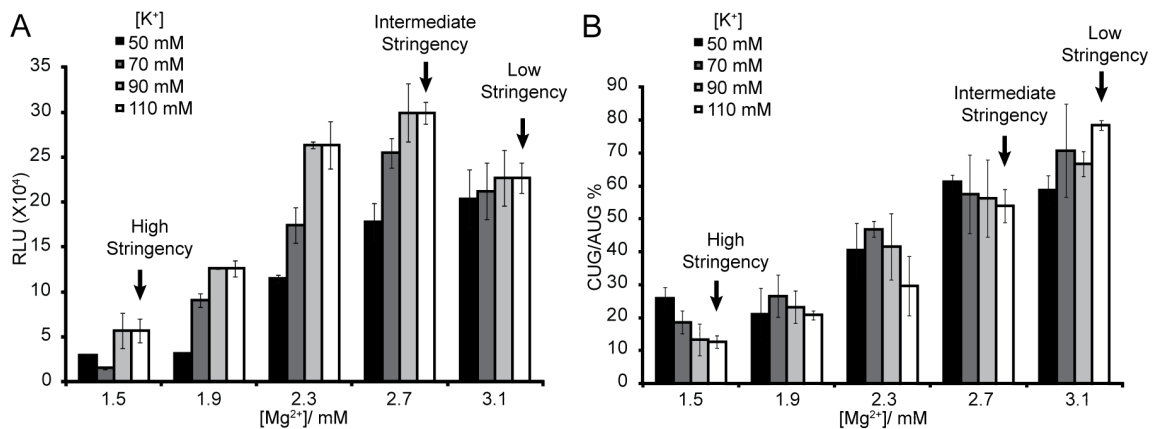 A
[K⁺]
50 mM
70 mM
90 mM
110 mM
Intermediate
Stringency
Low
Stringency
High
Stringency
RLU (X10⁴)
35
30
25
20
15
10
5
0
1.5 1.9 2.3 2.7 3.1
[Mg²⁺]/ mM
B
[K⁺]
50 mM
70 mM
90 mM
110 mM
Low
Stringency
Intermediate
Stringency
High
Stringency
CUG/AUG %
90
80
70
60
50
40
30
20
10
0
1.5 1.9 2.3 2.7 3.1
[Mg²⁺]/ mM